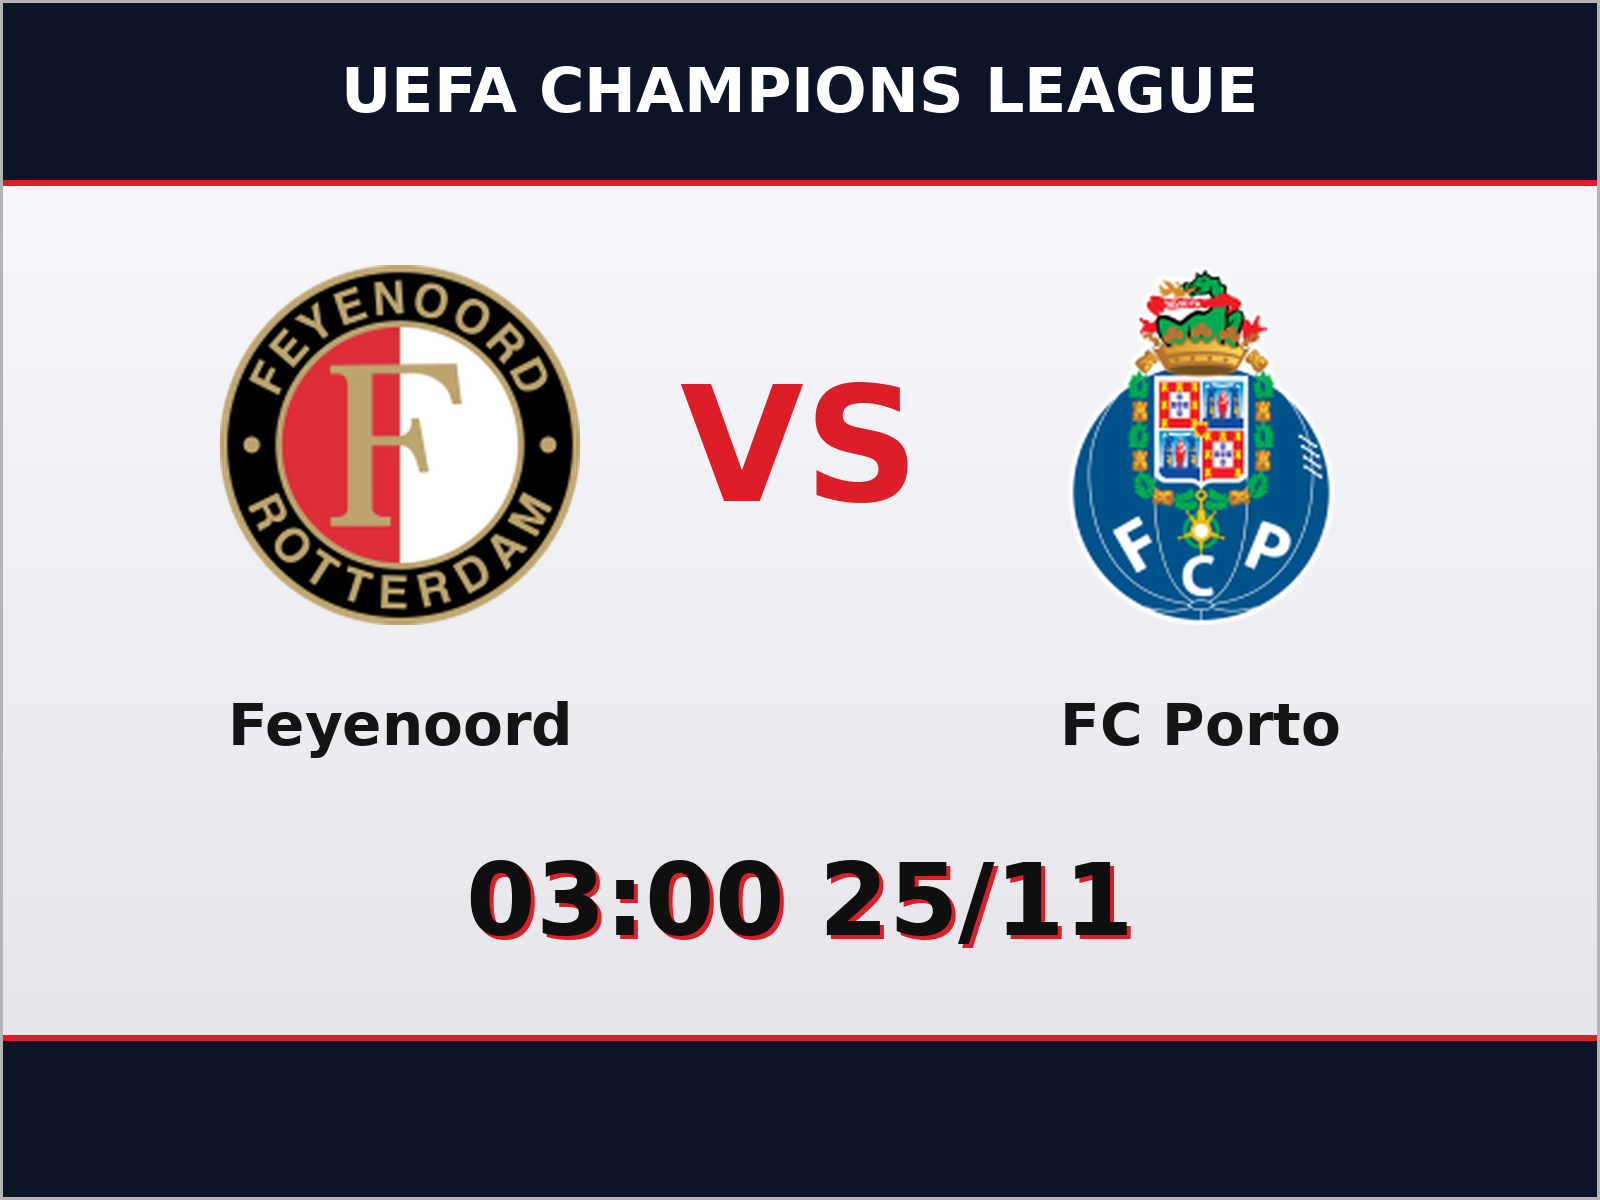 UEFA CHAMPIONS LEAGUE
FEYENOORD
F
ROTTERDAM
VS
F C P
Feyenoord
FC Porto
03:00 25/11